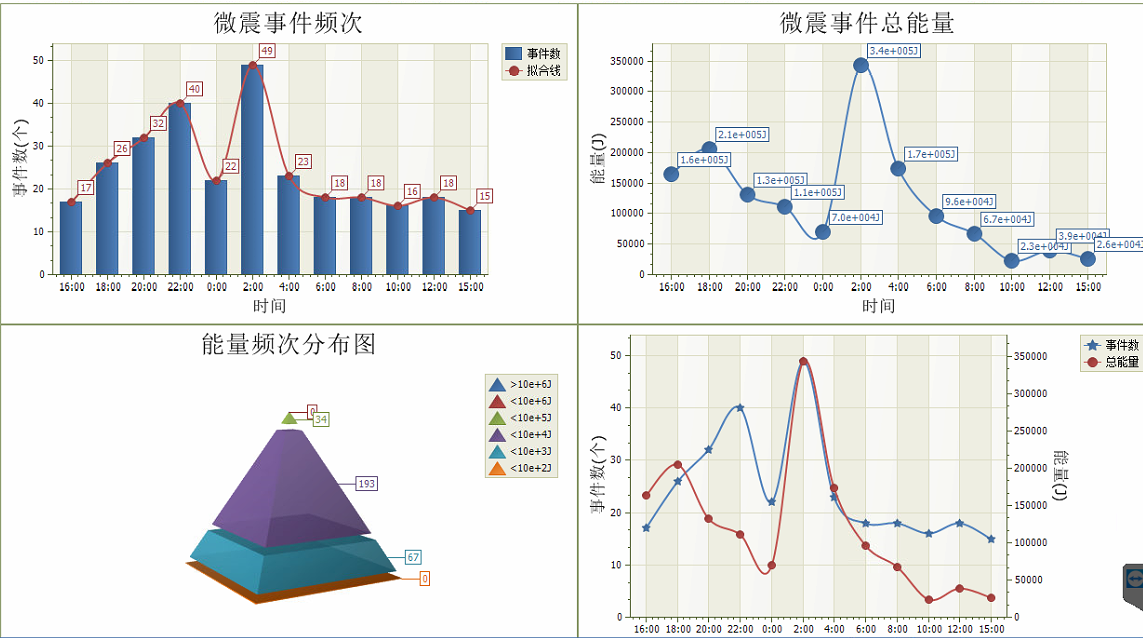 微震事件频次
事件数(个)
50
40
30
20
10
0
17
26
32
40
22
49
23
18
18
16
18
15
16:00 18:00 20:00 22:00 0:00 2:00 4:00 6:00 8:00 10:00 12:00 15:00
时间
事件数
拟合线
微震事件总能量
能量(J)
350000
300000
250000
200000
150000
100000
50000
0
1.6e+005J
2.1e+005J
1.3e+005J
1.1e+005J
7.0e+004J
3.4e+005J
1.7e+005J
9.6e+004J
6.7e+004J
2.3e+004J
3.9e+004J
2.6e+004J
16:00 18:00 20:00 22:00 0:00 2:00 4:00 6:00 8:00 10:00 12:00 15:00
时间
能量频次分布图
0
34
193
67
0
>10e+6J
<10e+6J
<10e+5J
<10e+4J
<10e+3J
<10e+2J
事件数(个)
50
40
30
20
10
0
16:00 18:00 20:00 22:00 0:00 2:00 4:00 6:00 8:00 10:00 12:00 15:00
350000
300000
250000
200000
150000
100000
50000
0
能量(J)
事件数
总能量